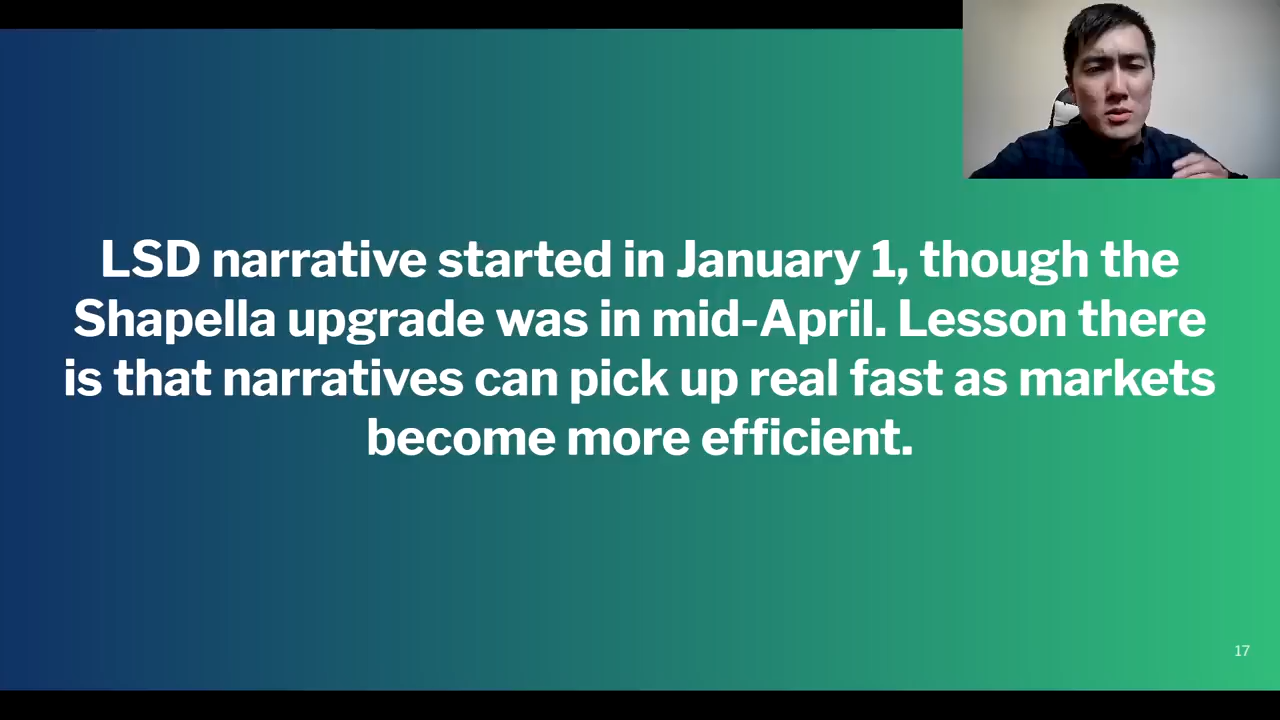 LSD narrative started in January 1, though the
Shapella upgrade was in mid-April. Lesson there
is that narratives can pick up real fast as markets
become more efficient.
17